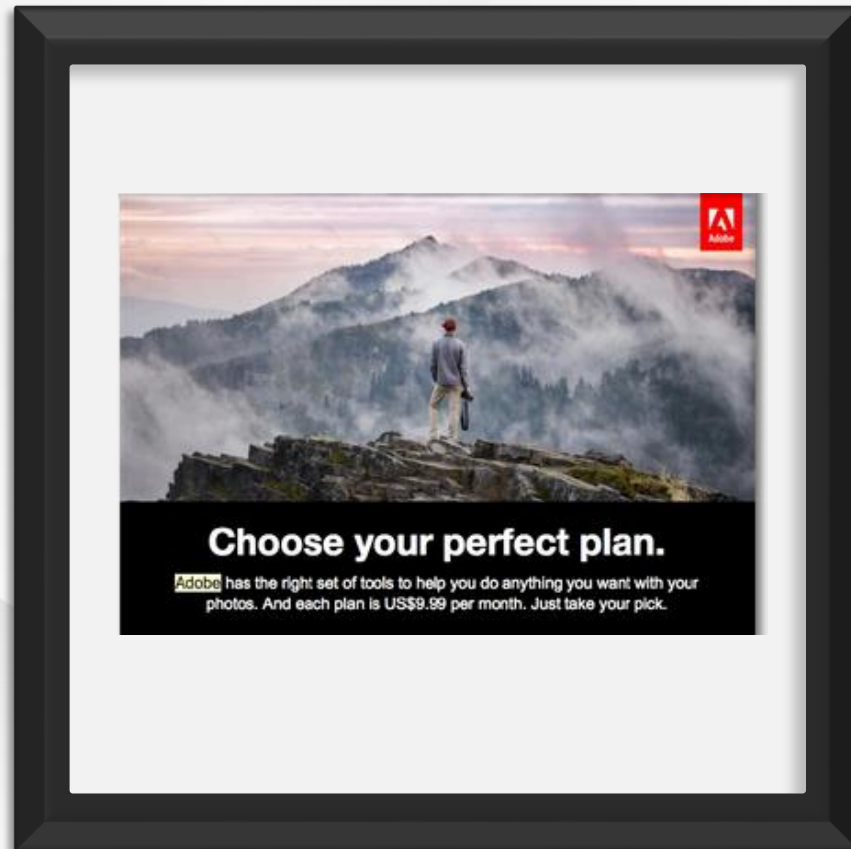 Adobe
Choose your perfect plan.
Adobe has the right set of tools to help you do anything you want with your
photos. And each plan is US$9.99 per month. Just take your pick.